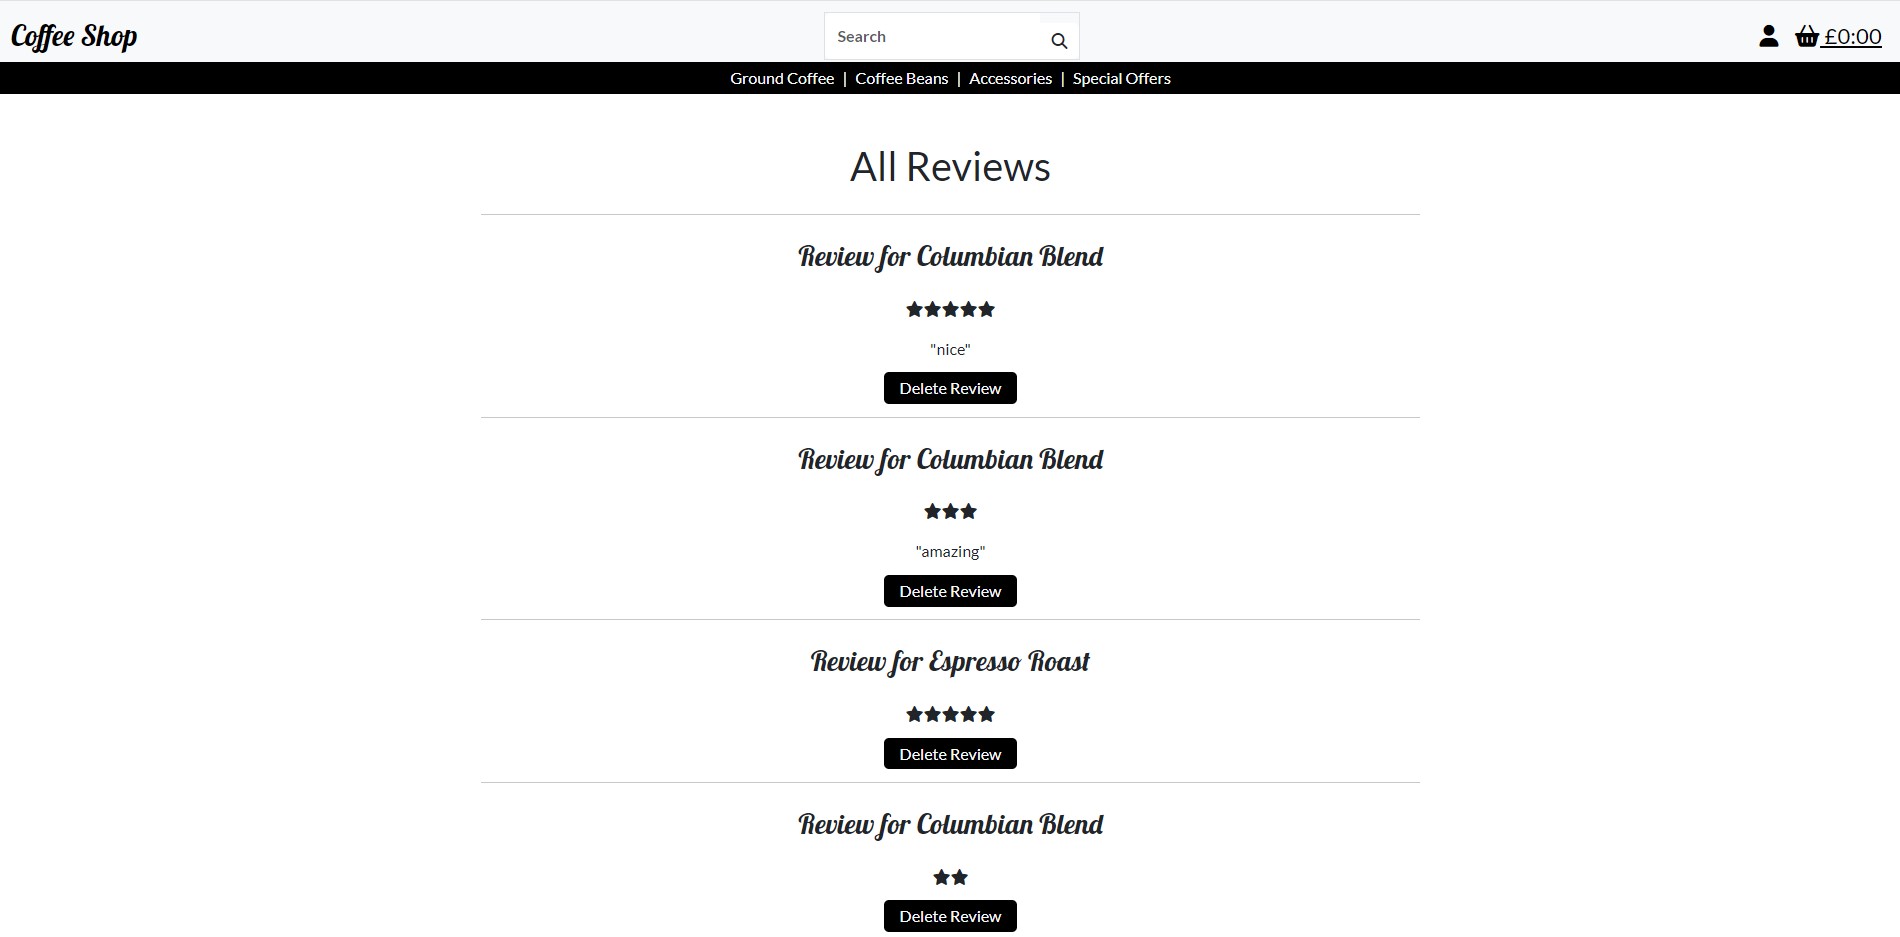 Coffee Shop
Search
£0:00
Ground Coffee | Coffee Beans | Accessories | Special Offers
All Reviews
Review for Columbian Blend
"nice"
Delete Review
Review for Columbian Blend
"amazing"
Delete Review
Review for Espresso Roast
Delete Review
Review for Columbian Blend
Delete Review